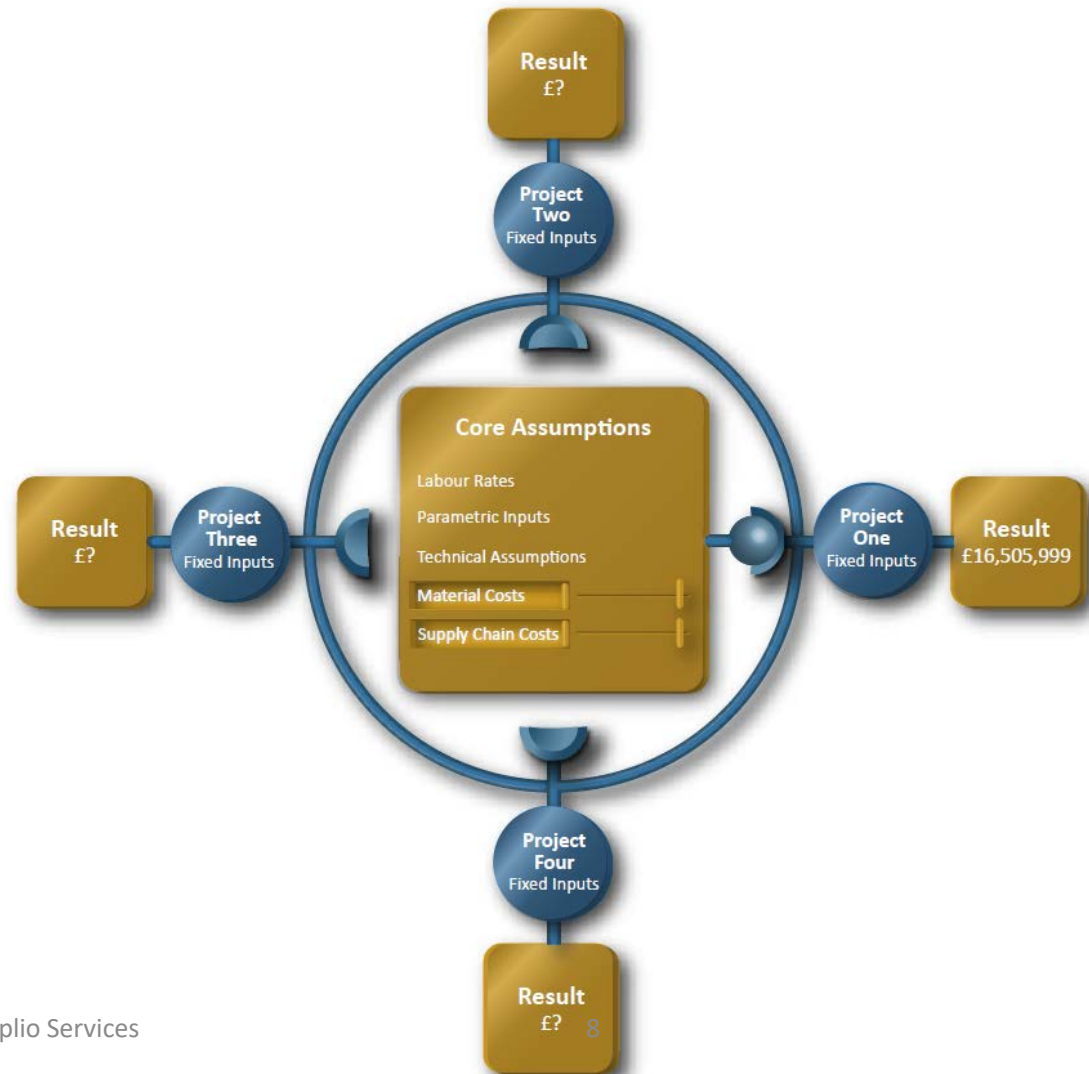 Result
£?
Project
Two
Fixed Inputs
Core Assumptions
Labour Rates
Parametric Inputs
Technical Assumptions
Material Costs
Supply Chain Costs
Result
£?
Project
Three
Fixed Inputs
Project
One
Fixed Inputs
Result
£16,505,999
Project
Four
Fixed Inputs
Result
£?
plio Services
8